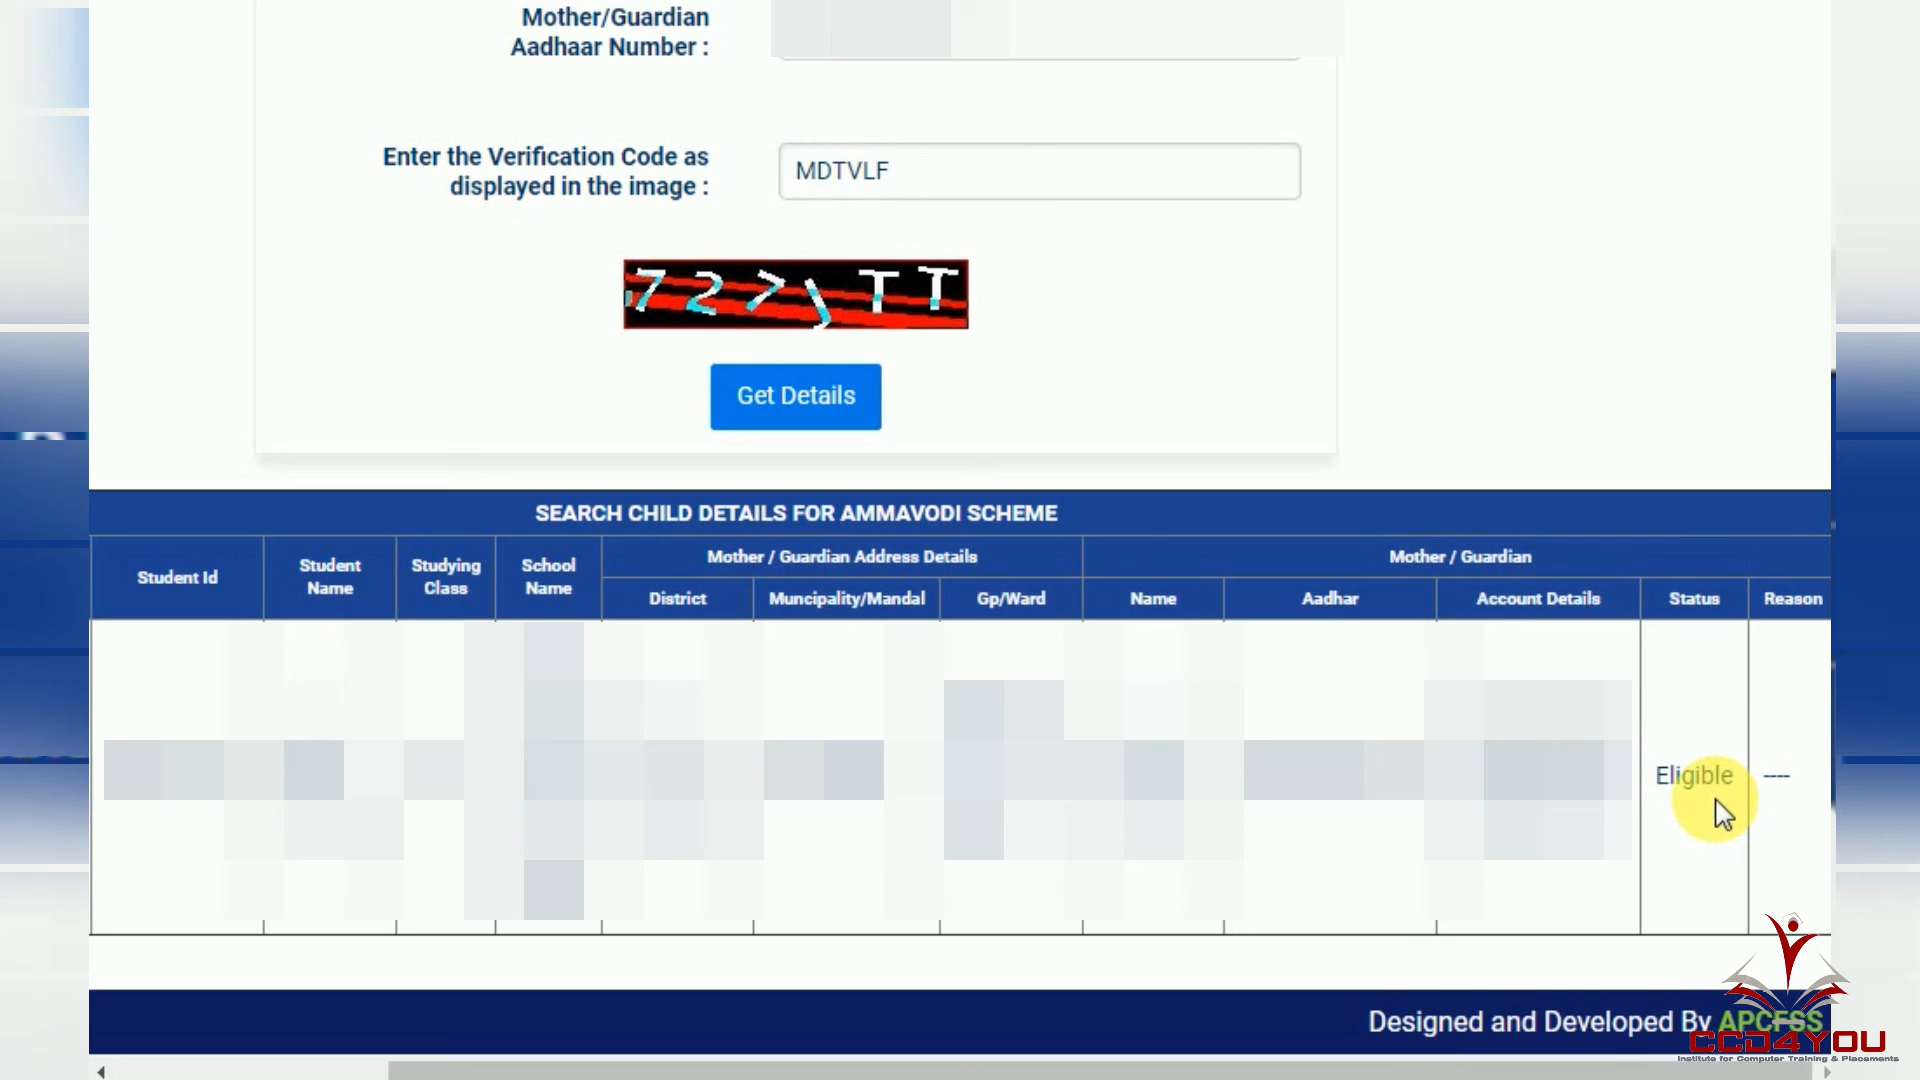 Mother/Guardian
Aadhaar Number :
Enter the Verification Code as
displayed in the image :
MDTVLF
Get Details
SEARCH CHILD DETAILS FOR AMMAVODI SCHEME
Student Id
Student
Name
Studying
Class
School
Name
Mother / Guardian Address Details
Mother / Guardian
District
Muncipality/Mandal
Gp/Ward
Name
Aadhar
Account Details
Status
Reason
Eligible
----
Designed and Developed By APCFSS
CCD4YOU
Institute for Computer Training & Placements